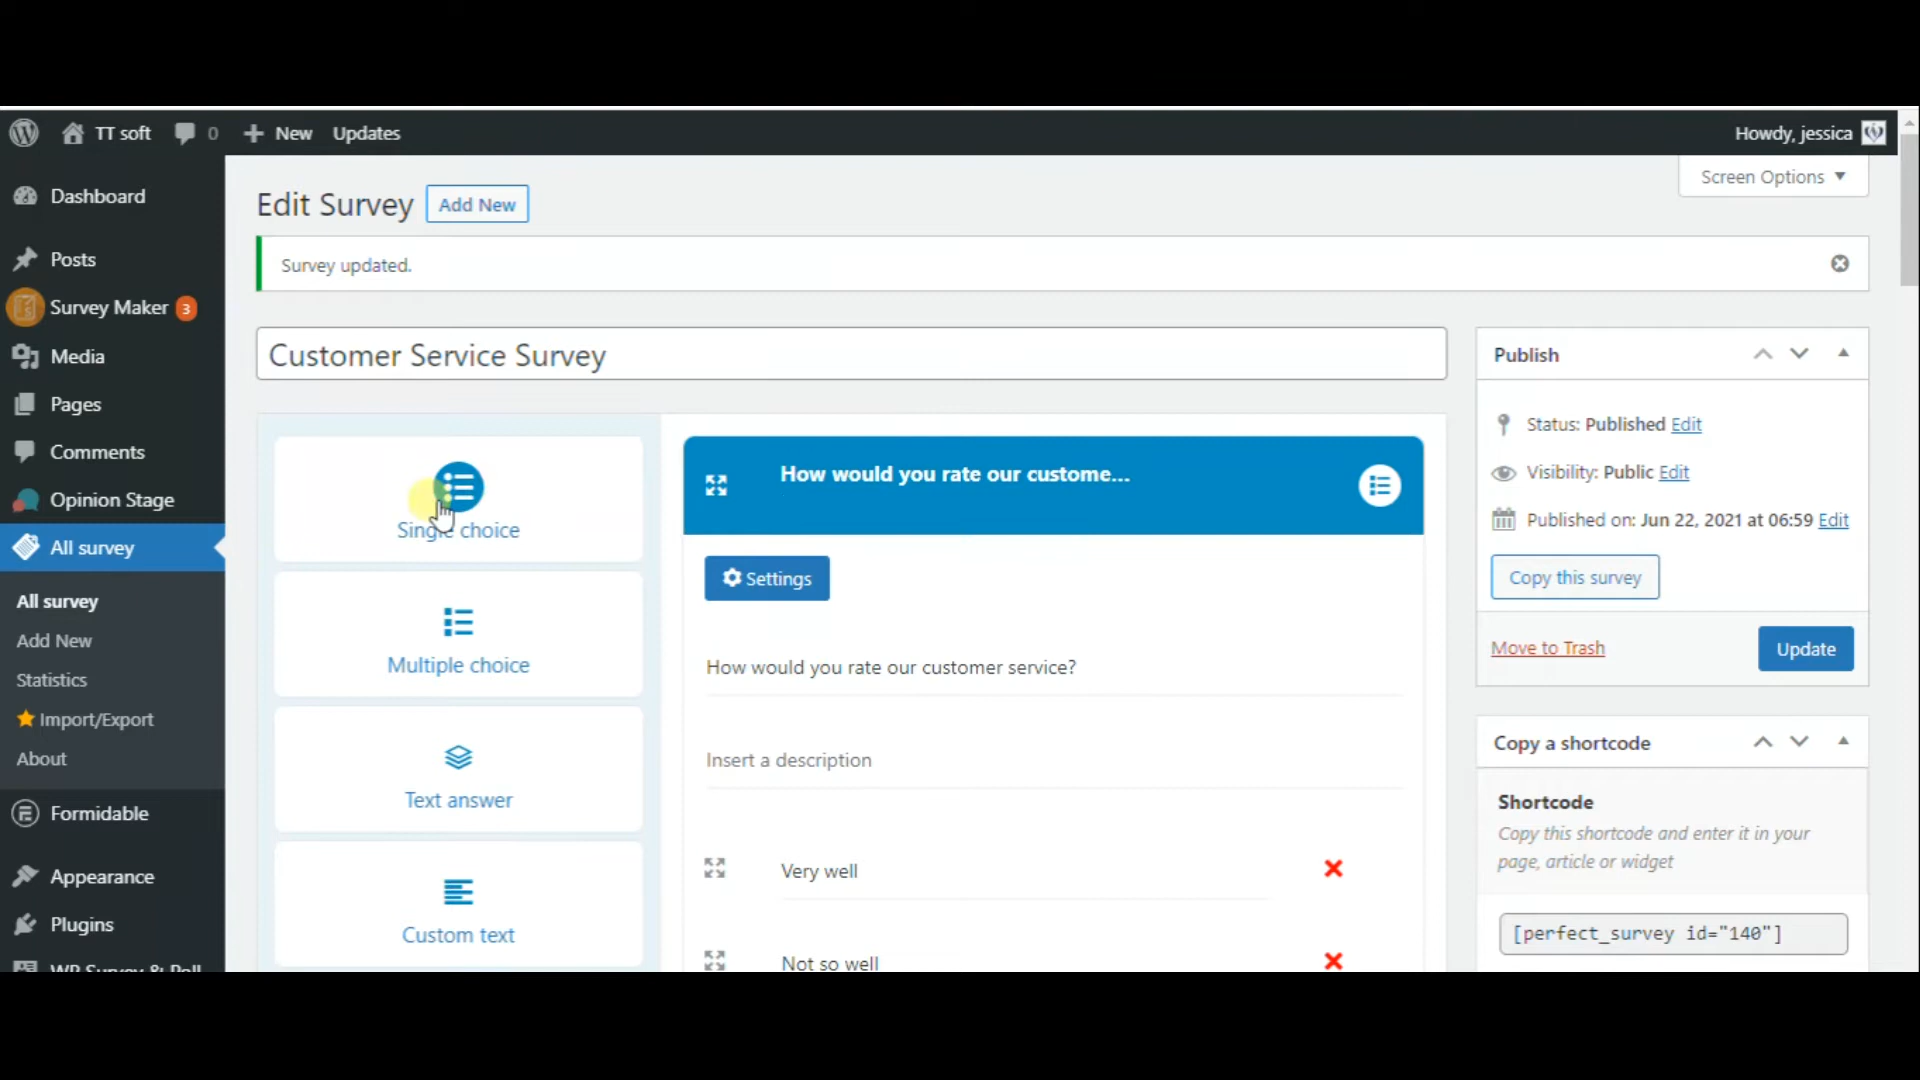 TT soft 0 New Updates Howdy, jessica
Screen Options
Dashboard
Posts
Survey Maker 3
Media
Pages
Comments
Opinion Stage
All survey
All survey
Add New
Statistics
Import/Export
About
Formidable
Appearance
Plugins
WP Survey & Poll
Edit Survey Add New
Survey updated.
Customer Service Survey
Single choice
Multiple choice
Text answer
Custom text
How would you rate our custome...
Settings
How would you rate our customer service?
Insert a description
Very well
Not so well
Publish
Status: Published Edit
Visibility: Public Edit
Published on: Jun 22, 2021 at 06:59 Edit
Copy this survey
Move to Trash Update
Copy a shortcode
Shortcode
Copy this shortcode and enter it in your
page, article or widget
[perfect_survey id="140"]